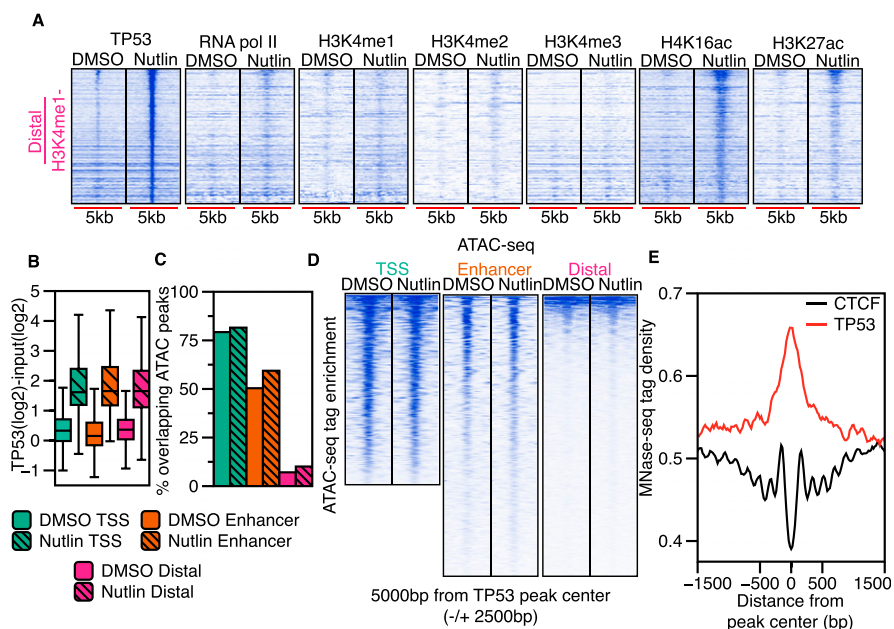 A
TP53 RNA pol II H3K4me1 H3K4me2 H3K4me3 H4K16ac H3K27ac
DMSO Nutlin DMSO Nutlin DMSO Nutlin DMSO Nutlin DMSO Nutlin DMSO Nutlin DMSO Nutlin
Distal
H3K4me1-
5kb 5kb 5kb 5kb 5kb 5kb 5kb 5kb 5kb 5kb 5kb 5kb 5kb 5kb
B
TP53(log2)-input(log2)
5
4
3
2
1
0
-1
C
% overlapping ATAC peaks
100
75
50
25
0
DMSO TSS DMSO Enhancer
Nutlin TSS Nutlin Enhancer
DMSO Distal
Nutlin Distal
D
ATAC-seq
TSS Enhancer Distal
DMSO Nutlin DMSO Nutlin DMSO Nutlin
ATAC-seq tag enrichment
5000bp from TP53 peak center
(-/+ 2500bp)
E
MNase-seq tag density
0.7
0.6
0.5
0.4
CTCF
TP53
−1500 −500 0 500 1500
Distance from
peak center (bp)